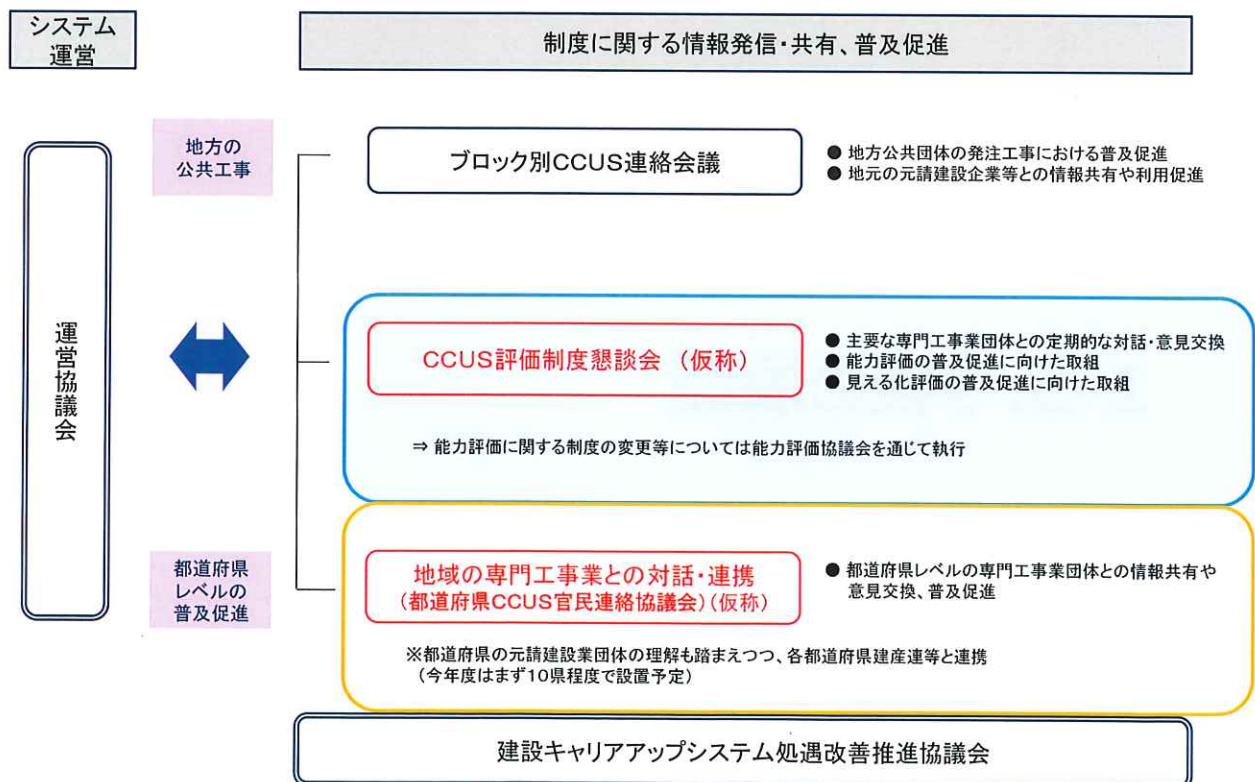 システム
運営
制度に関する情報発信・共有、普及促進
地方の
公共工事
ブロック別CCUS連絡会議
● 地方公共団体の発注工事における普及促進
● 地元の元請建設企業等との情報共有や利用促進
運営協議会
CCUS評価制度懇談会 (仮称)
● 主要な専門工事業団体との定期的な対話・意見交換
● 能力評価の普及促進に向けた取組
● 見える化評価の普及促進に向けた取組
⇒ 能力評価に関する制度の変更等については能力評価協議会を通じて執行
都道府県
レベルの
普及促進
地域の専門工事業との対話・連携
(都道府県CCUS官民連絡協議会)(仮称)
● 都道府県レベルの専門工事業団体との情報共有や
意見交換、普及促進
※都道府県の元請建設業団体の理解も踏まえつつ、各都道府県建産連等と連携
(今年度はまず10県程度で設置予定)
建設キャリアアップシステム処遇改善推進協議会